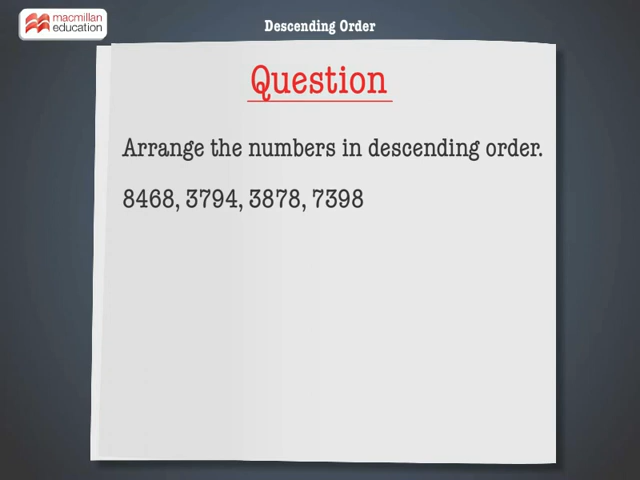 macmillan
education
Descending Order
Question
Arrange the numbers in descending order.
8468, 3794, 3878, 7398